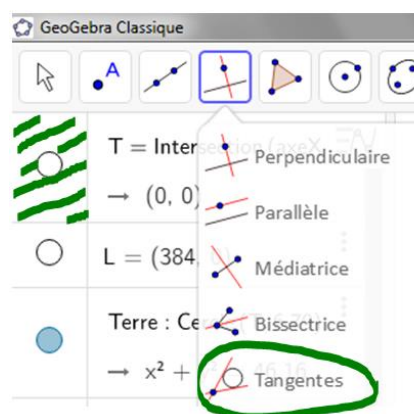 GeoGebra Classique
A
T = Inter
Perpendiculaire
→ (0, 0)
Parallèle
L = (384,
Médiatrice
Terre : Ce
Bissectrice
→ x² +
Tangentes